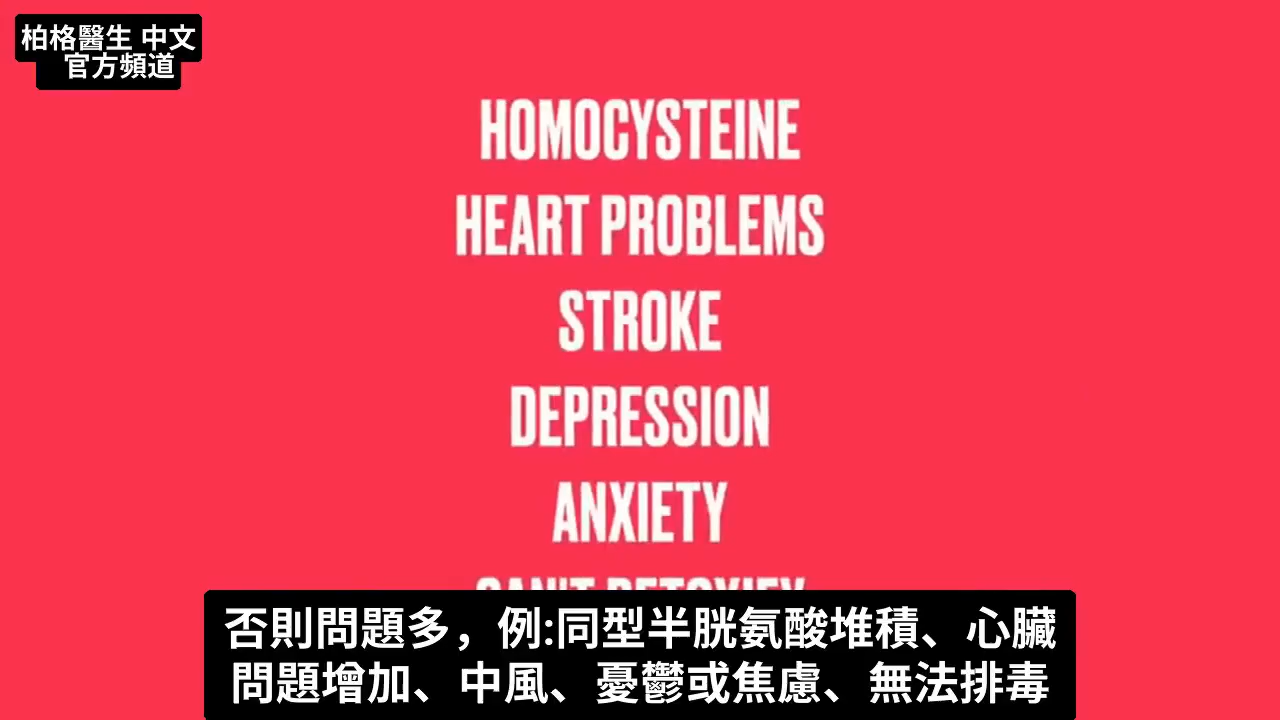 柏格醫生 中文
官方頻道
HOMOCYSTEINE
HEART PROBLEMS
STROKE
DEPRESSION
ANXIETY
CAN'T DETOXIFY
否則問題多，例:同型半胱氨酸堆積、心臟
問題增加、中風、憂鬱或焦慮、無法排毒